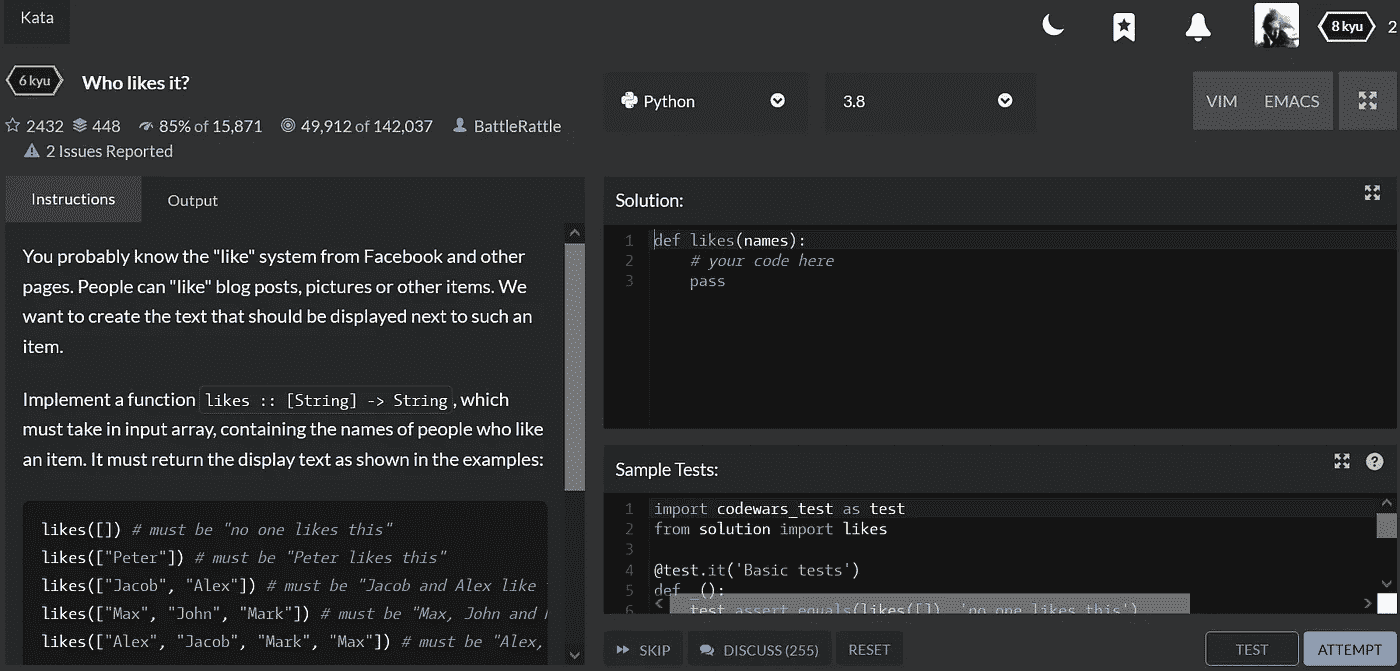 Kata
8 kyu
2
6 kyu
Who likes it?
Python
3.8
VIM
EMACS
2432
448
85% of 15,871
49,912 of 142,037
BattleRattle
2 Issues Reported
Instructions
Output
You probably know the "like" system from Facebook and other
pages. People can "like" blog posts, pictures or other items. We
want to create the text that should be displayed next to such an
item.
Implement a function likes :: [String] -> String, which
must take in input array, containing the names of people who like
an item. It must return the display text as shown in the examples:
likes([]) # must be "no one likes this"
likes(["Peter"]) # must be "Peter likes this"
likes(["Jacob", "Alex"]) # must be "Jacob and Alex like
likes(["Max", "John", "Mark"]) # must be "Max, John and
likes(["Alex", "Jacob", "Mark", "Max"]) # must be "Alex,
Solution:
1 def likes(names):
2 # your code here
3 pass
Sample Tests:
1 import codewars_test as test
2 from solution import likes
3
4 @test.it('Basic tests')
5 def _():
6 test.assert_equals(likes([]), 'no one likes this')
SKIP
DISCUSS (255)
RESET
TEST
ATTEMPT